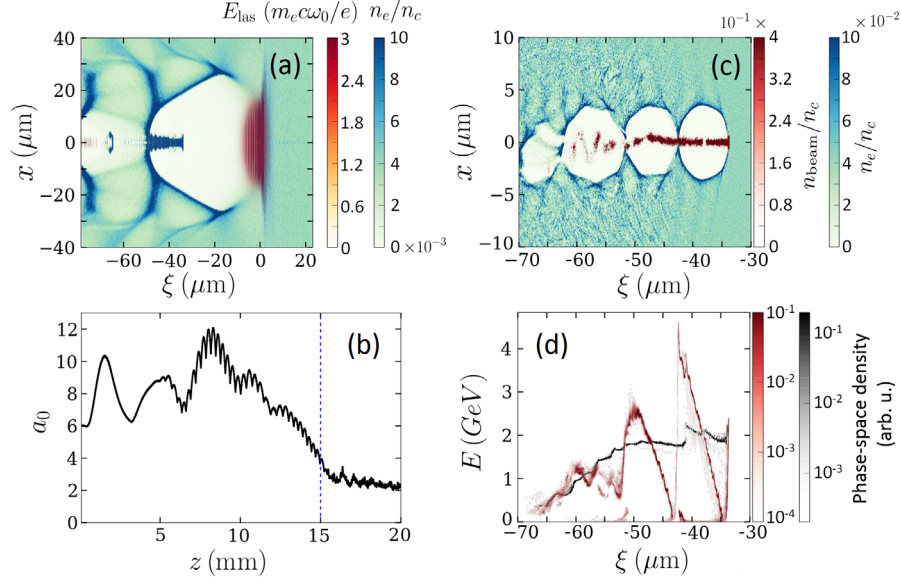 E_las (m_e c ω_0/e) n_e/n_c
40
20
0
−20
−40
x (μm)
(a)
−60 −40 −20 0 20
ξ (μm)
3
2.4
1.8
1.2
0.6
0
10
8
6
4
2
0 ×10^−3
10^−1 ×
×10^−2
10
5
0
−5
−10
x (μm)
(c)
-70 -60 -50 -40 -30
ξ (μm)
4
3.2
2.4
1.6
0.8
0
n_beam/n_c
10
8
6
4
2
0
n_e/n_c
12
10
8
6
4
2
0
a_0
(b)
0 5 10 15 20
z (mm)
4
3
2
1
0
E (GeV)
(d)
-70 -60 -50 -40 -30
ξ (μm)
10^-1
10^-2
10^-3
10^-4
10^-1
10^-2
10^-3
Phase-space density
(arb. u.)